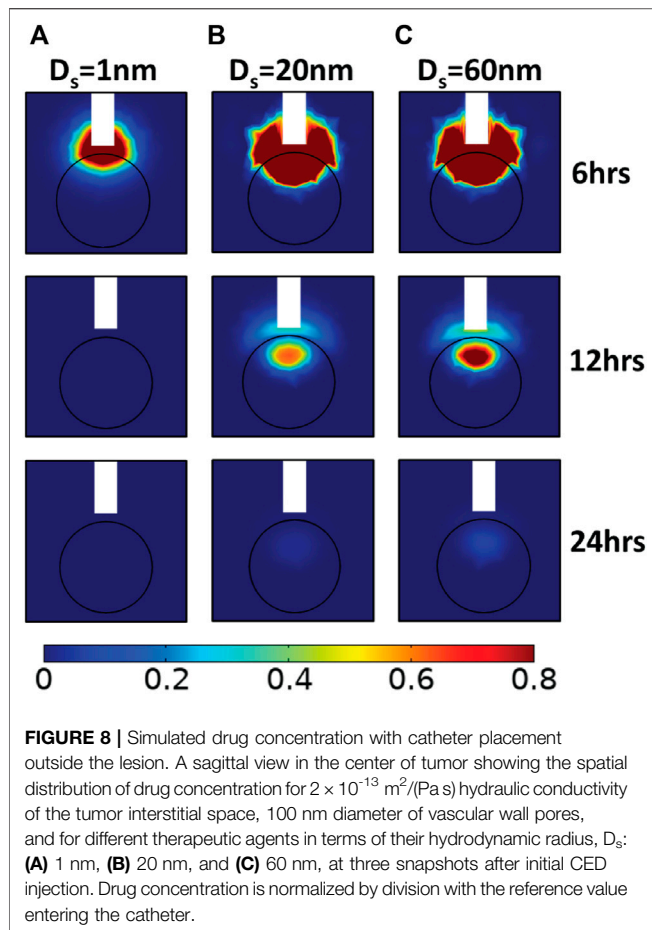 A B C
Dₛ=1nm Dₛ=20nm Dₛ=60nm
6hrs
12hrs
24hrs
0 0.2 0.4 0.6 0.8
FIGURE 8 | Simulated drug concentration with catheter placement
outside the lesion. A sagittal view in the center of tumor showing the spatial
distribution of drug concentration for 2 × 10⁻¹³ m²/(Pa s) hydraulic conductivity
of the tumor interstitial space, 100 nm diameter of vascular wall pores,
and for different therapeutic agents in terms of their hydrodynamic radius, Dₛ:
(A) 1 nm, (B) 20 nm, and (C) 60 nm, at three snapshots after initial CED
injection. Drug concentration is normalized by division with the reference value
entering the catheter.